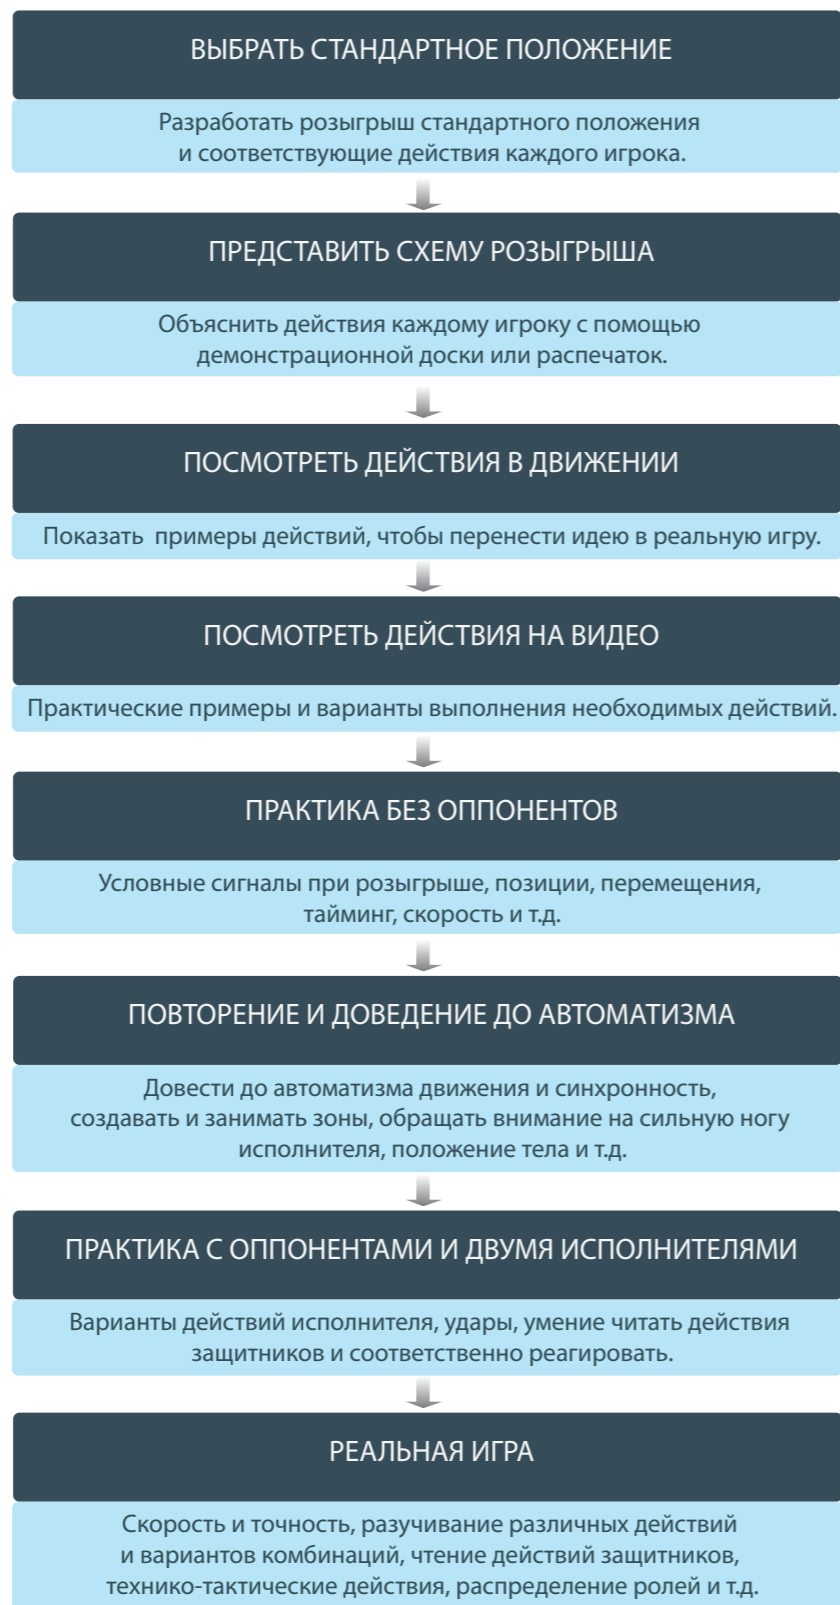 ВЫБРАТЬ СТАНДАРТНОЕ ПОЛОЖЕНИЕ
Разработать розыгрыш стандартного положения
и соответствующие действия каждого игрока.
ПРЕДСТАВИТЬ СХЕМУ РОЗЫГРЫША
Объяснить действия каждому игроку с помощью
демонстрационной доски или распечаток.
ПОСМОТРЕТЬ ДЕЙСТВИЯ В ДВИЖЕНИИ
Показать  примеры действий, чтобы перенести идею в реальную игру.
ПОСМОТРЕТЬ ДЕЙСТВИЯ НА ВИДЕО
Практические примеры и варианты выполнения необходимых действий.
ПРАКТИКА БЕЗ ОППОНЕНТОВ
Условные сигналы при розыгрыше, позиции, перемещения,
тайминг, скорость и т.д.
ПОВТОРЕНИЕ И ДОВЕДЕНИЕ ДО АВТОМАТИЗМА
Довести до автоматизма движения и синхронность,
создавать и занимать зоны, обращать внимание на сильную ногу
исполнителя, положение тела и т.д.
ПРАКТИКА С ОППОНЕНТАМИ И ДВУМЯ ИСПОЛНИТЕЛЯМИ
Варианты действий исполнителя, удары, умение читать действия
защитников и соответственно реагировать.
РЕАЛЬНАЯ ИГРА
Скорость и точность, разучивание различных действий
и вариантов комбинаций, чтение действий защитников,
технико-тактические действия, распределение ролей и т.д.